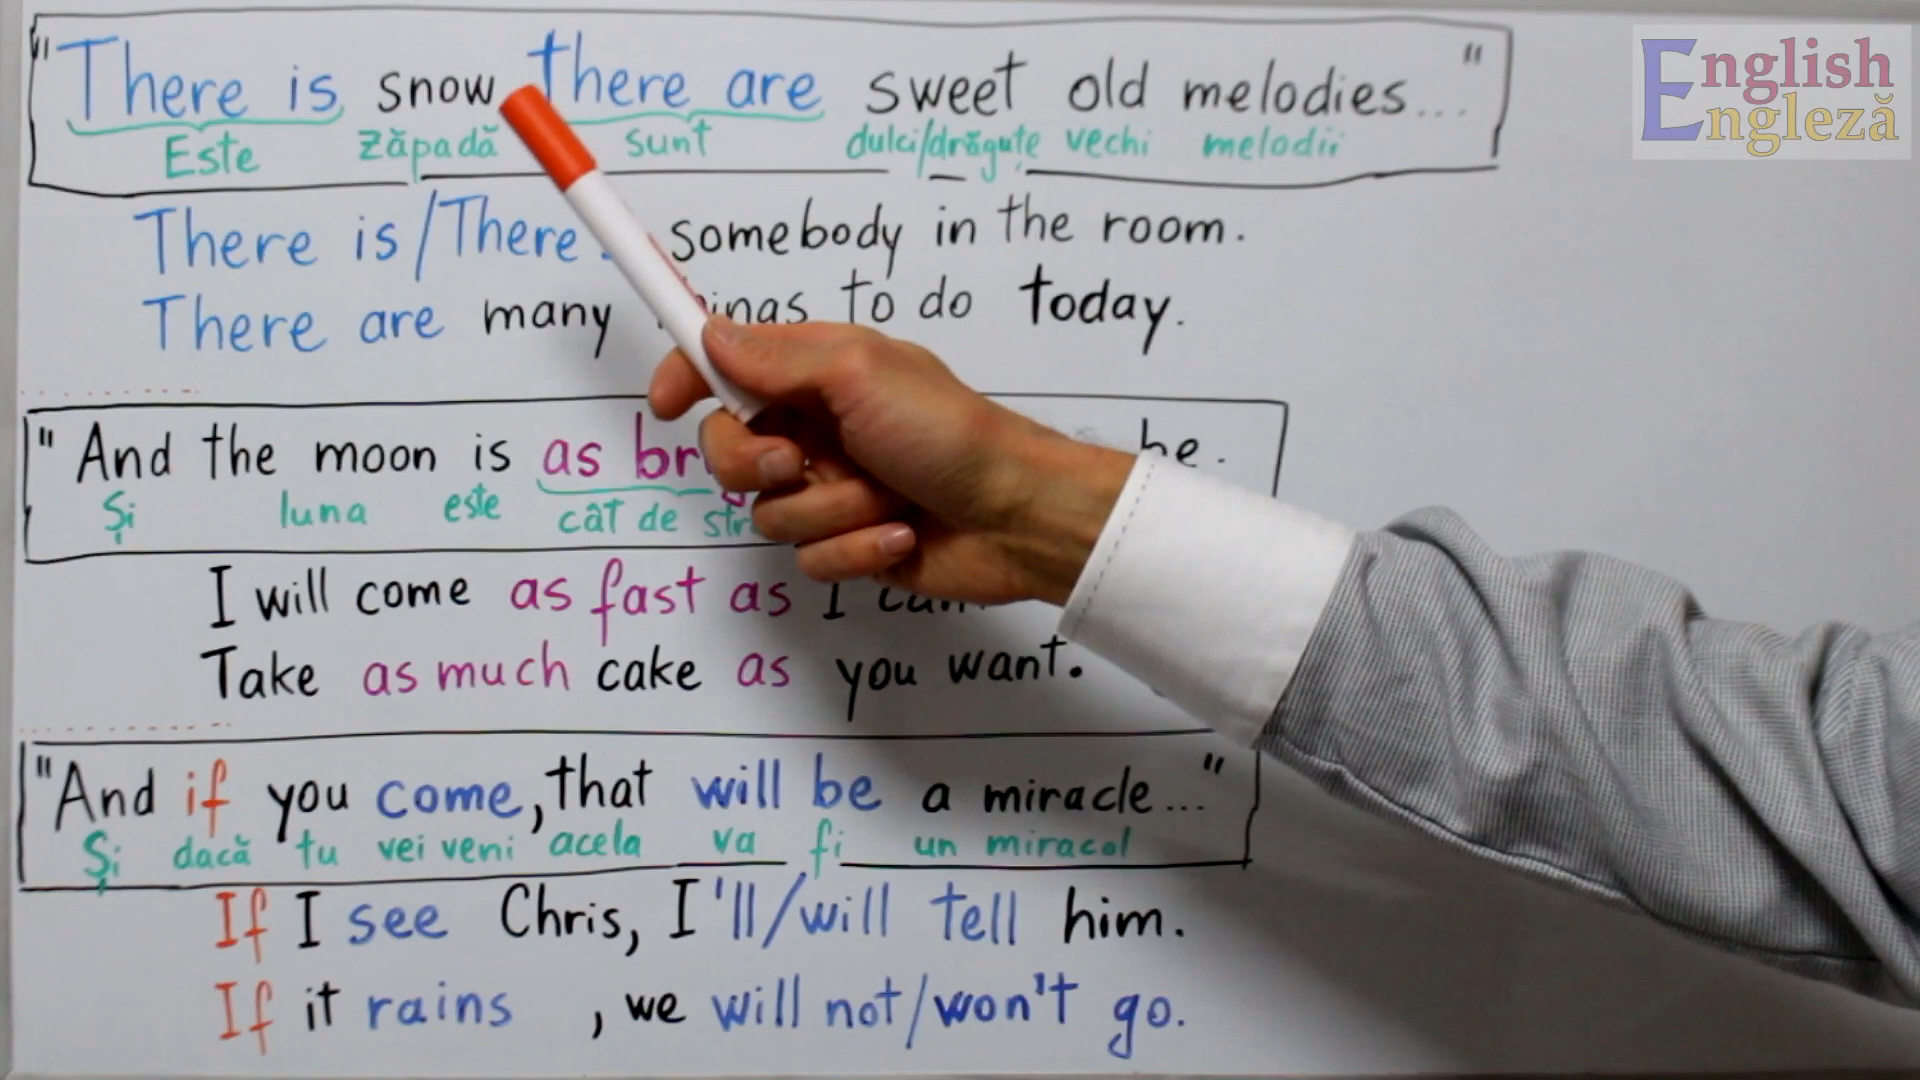 "There is snow there are sweet old melodies..."
Este zăpadă sunt dulci/drăguțe vechi melodii
There is/There somebody in the room.
There are many to do today.
"And the moon is as be.
Și luna este cât de
I will come as fast as I
Take as much cake as you want.
"And if you come, that will be a miracle..."
Și dacă tu vei veni acela va fi un miracol
If I see Chris, I'll/will tell him.
If it rains , we will not/won't go.
English
Engleză